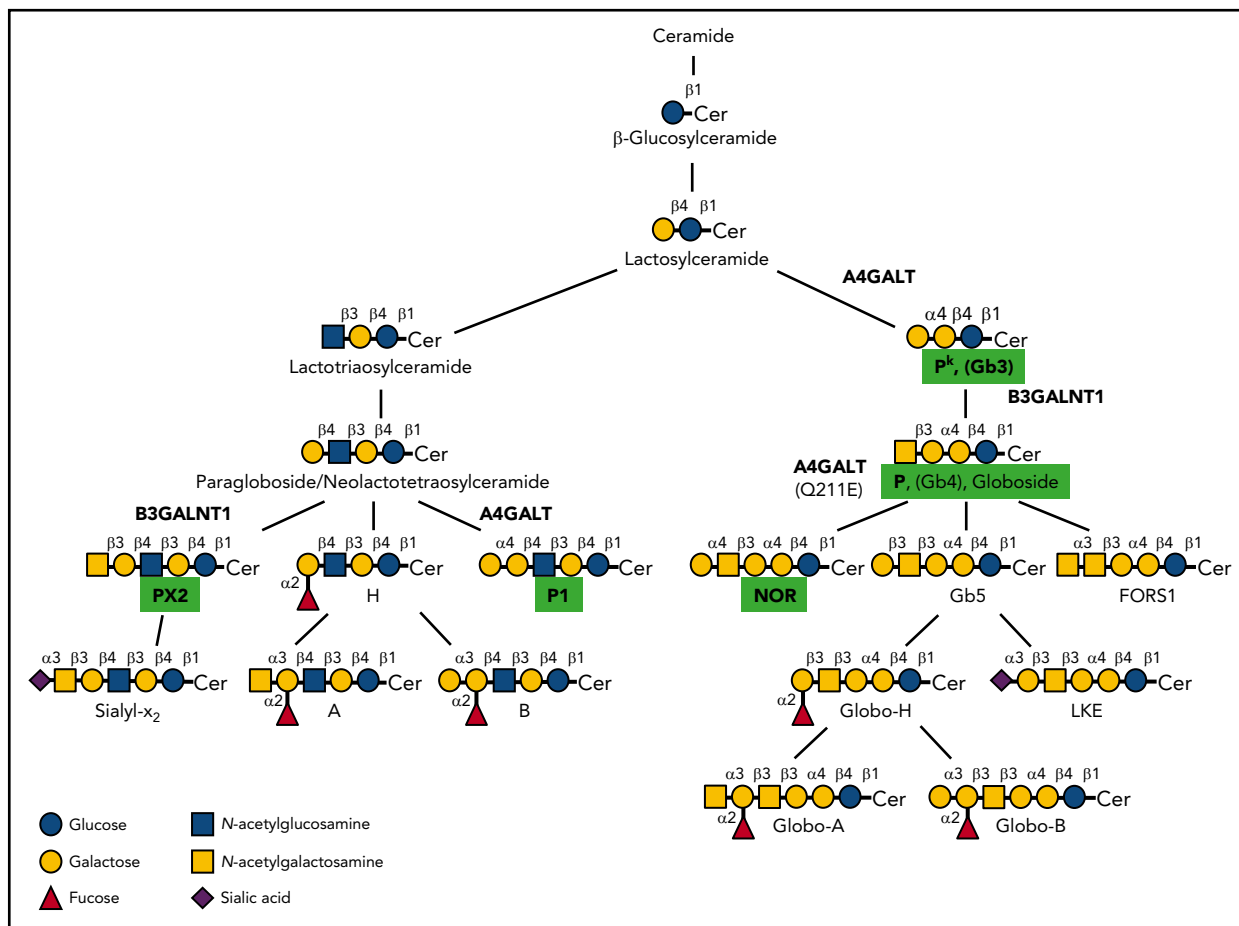 Ceramide
β1
Cer
β-Glucosylceramide
β4 β1
Cer
Lactosylceramide
A4GALT
β3 β4 β1
Cer
Lactotriaosylceramide
α4 β4 β1
Cer
Pᵏ, (Gb3)
B3GALNT1
β4 β3 β4 β1
Cer
Paragloboside/Neolactotetraosylceramide
β3 α4 β4 β1
Cer
P, (Gb4), Globoside
A4GALT
(Q211E)
B3GALNT1
A4GALT
β3 β4 β3 β4 β1
Cer
PX2
β4 β3 β4 β1
Cer
α2
H
α4 β4 β3 β4 β1
Cer
P1
α4 β3 α4 β4 β1
Cer
NOR
β3 β3 α4 β4 β1
Cer
Gb5
α3 β3 α4 β4 β1
Cer
FORS1
α3 β3 β4 β3 β4 β1
Cer
Sialyl-x₂
α3 β4 β3 β4 β1
Cer
α2
A
α3 β4 β3 β4 β1
Cer
α2
B
β3 β3 α4 β4 β1
Cer
α2
Globo-H
α3 β3 β3 α4 β4 β1
Cer
LKE
α3 β3 β3 α4 β4 β1
Cer
α2
Globo-A
α3 β3 β3 α4 β4 β1
Cer
α2
Globo-B
Glucose
N-acetylglucosamine
Galactose
N-acetylgalactosamine
Fucose
Sialic acid